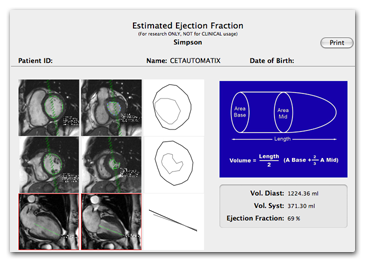 Estimated Ejection Fraction
(For research ONLY, NOT for CLINICAL usage)
Simpson
Print
Patient ID: Name: CETAUTOMATIX Date of Birth:
Area Base
Area Mid
Length
Volume = Length / 2 (A Base + 2/3 A Mid)
Vol. Diast: 1224.36 ml
Vol. Syst: 371.30 ml
Ejection Fraction: 69 %